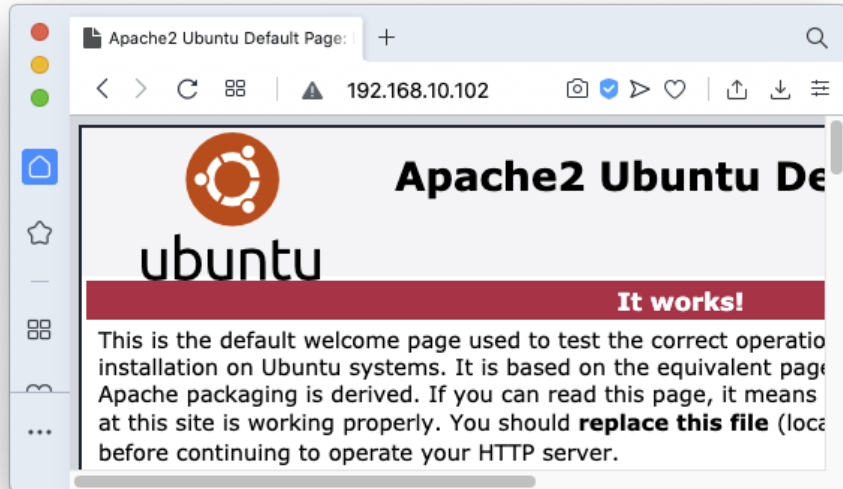 Apache2 Ubuntu Default Page:
192.168.10.102
ubuntu
Apache2 Ubuntu De
It works!
This is the default welcome page used to test the correct operatio
installation on Ubuntu systems. It is based on the equivalent page
Apache packaging is derived. If you can read this page, it means
at this site is working properly. You should replace this file (loca
before continuing to operate your HTTP server.